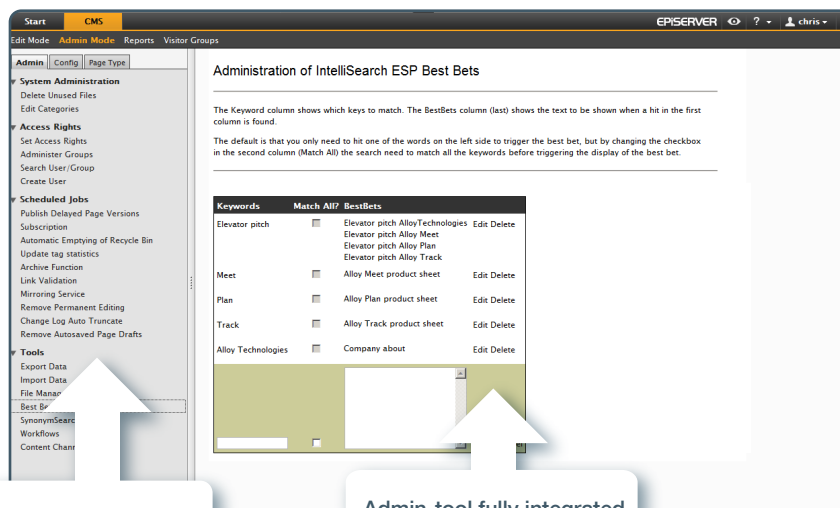 Start CMS EPISERVER ? chris
Edit Mode Admin Mode Reports Visitor Groups
Admin Config Page Type
System Administration
Delete Unused Files
Edit Categories
Access Rights
Set Access Rights
Administer Groups
Search User/Group
Create User
Scheduled Jobs
Publish Delayed Page Versions
Subscription
Automatic Emptying of Recycle Bin
Update tag statistics
Archive Function
Link Validation
Mirroring Service
Remove Permanent Editing
Change Log Auto Truncate
Remove Autosaved Page Drafts
Tools
Export Data
Import Data
File
Best
Workflows
Content
Administration of IntelliSearch ESP Best Bets
The Keyword column shows which keys to match. The BestBets column (last) shows the text to be shown when a hit in the first
column is found.
The default is that you only need to hit one of the words on the left side to trigger the best bet, but by changing the checkbox
in the second column (Match All) the search need to match all the keywords before triggering the display of the best bet.
Keywords Match All? BestBets
Elevator pitch Elevator pitch AlloyTechnologies Edit Delete
Elevator pitch Alloy Meet
Elevator pitch Alloy Plan
Elevator pitch Alloy Track
Meet Alloy Meet product sheet Edit Delete
Plan Alloy Plan product sheet Edit Delete
Track Alloy Track product sheet Edit Delete
Alloy Technologies Company about Edit Delete
Admin-tool fully integrated